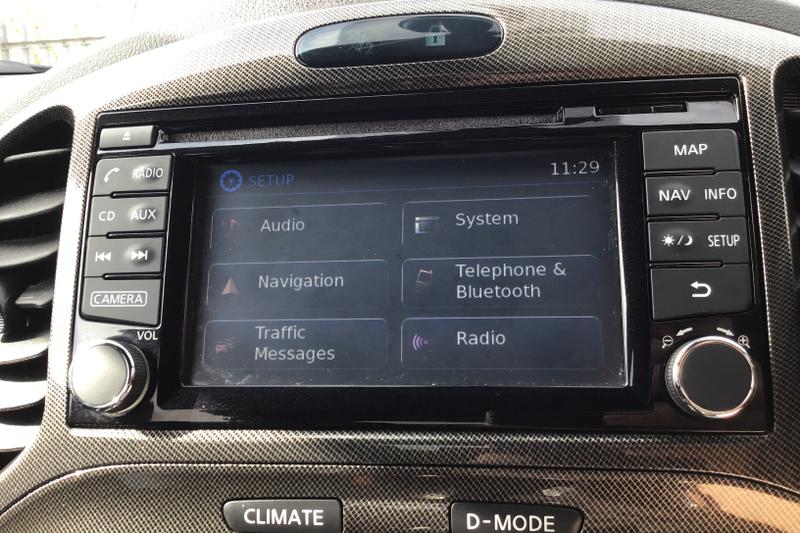 SETUP
11:29
Audio
System
Navigation
Telephone &
Bluetooth
Traffic
Messages
Radio
RADIO
CD AUX
CAMERA
VOL
MAP
NAV INFO
SETUP
CLIMATE
D-MODE